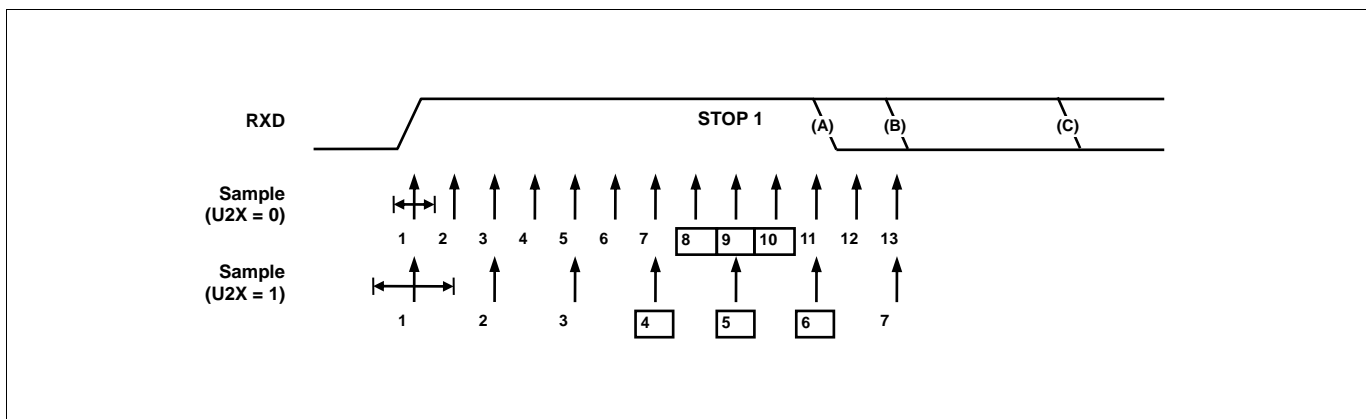 RXD
STOP 1
(A)
(B)
(C)
Sample
(U2X = 0)
1 2 3 4 5 6 7 8 9 10 11 12 13
Sample
(U2X = 1)
1 2 3 4 5 6 7